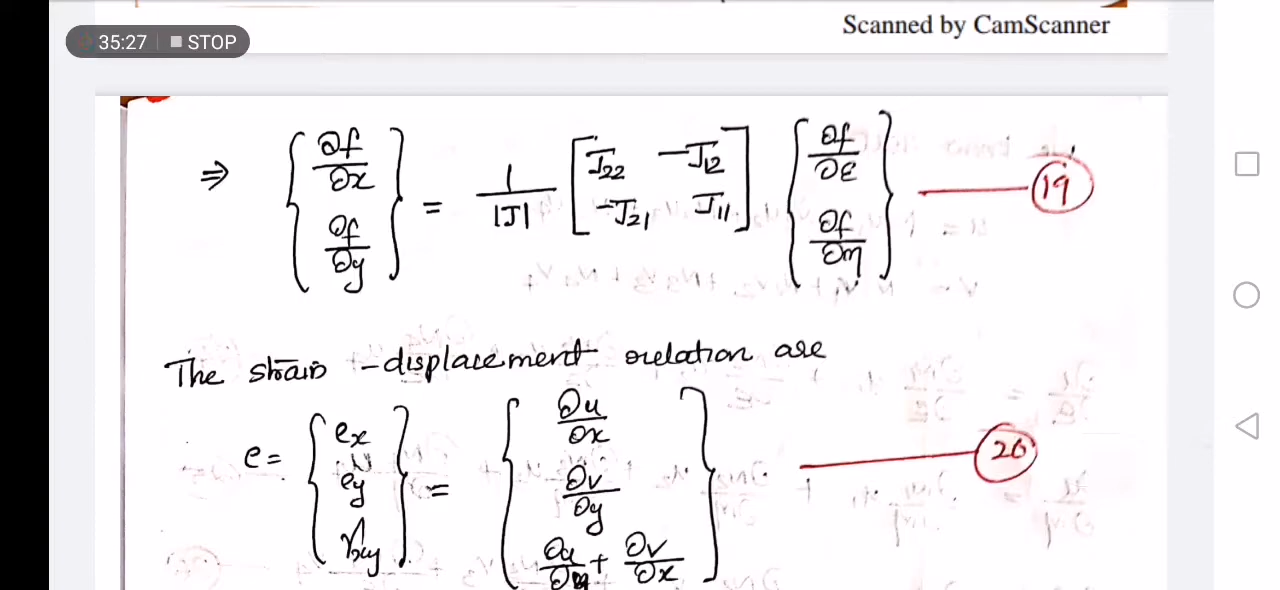 Scanned by CamScanner
35:27 STOP
⇒ {∂f/∂x ∂f/∂y} = 1/|J| [J22 -J12 -J21 J11] {∂f/∂ε ∂f/∂η} — 19
The strain - displacement relation are
e = {ex ey γxy} = {∂u/∂x ∂v/∂y ∂u/∂y + ∂v/∂x} — 20